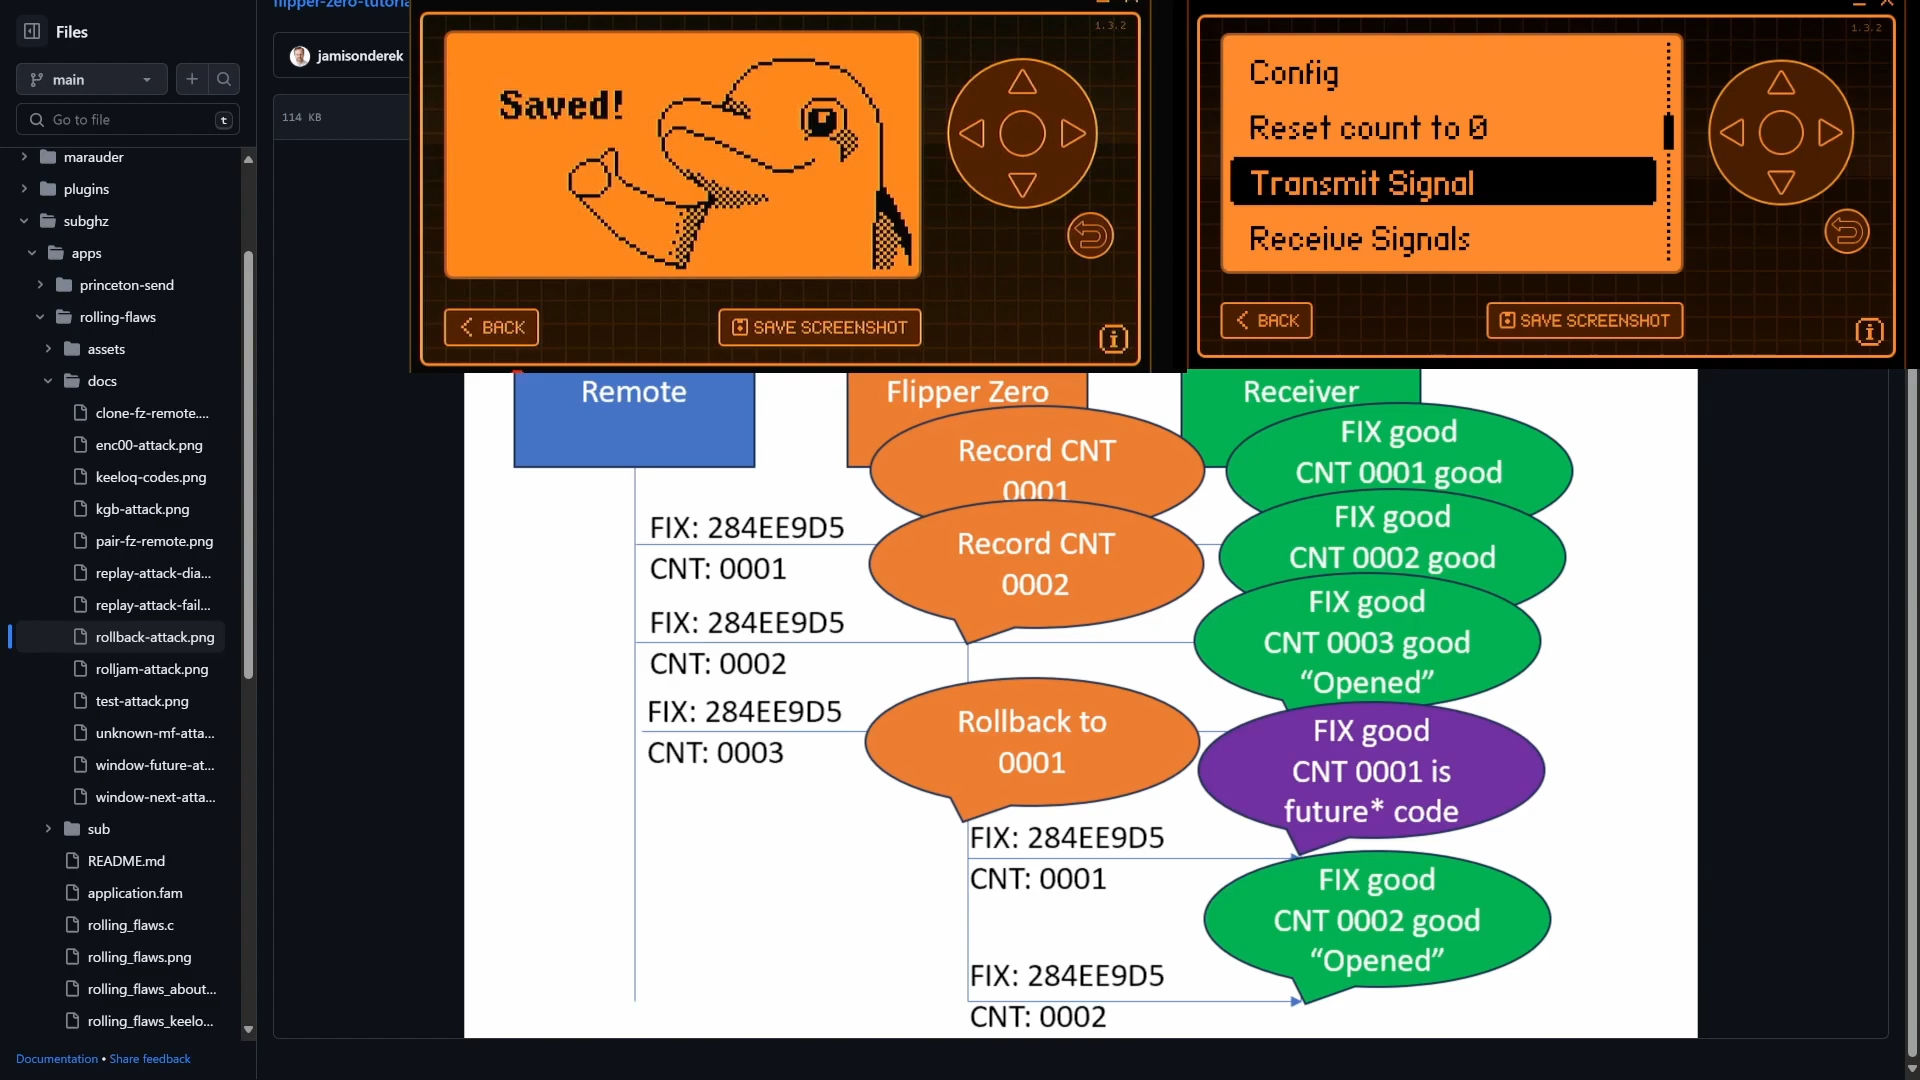 Files
main
Go to file
t
marauder
plugins
subghz
apps
princeton-send
rolling-flaws
assets
docs
clone-fz-remote....
enc00-attack.png
keeloq-codes.png
kgb-attack.png
pair-fz-remote.png
replay-attack-dia...
replay-attack-fail...
rollback-attack.png
rolljam-attack.png
test-attack.png
unknown-mf-atta...
window-future-at...
window-next-atta...
sub
README.md
application.fam
rolling_flaws.c
rolling_flaws.png
rolling_flaws_about...
rolling_flaws_keelo...
Documentation • Share feedback
jamisonderek
114 KB
1.3.2
Saved!
BACK
SAVE SCREENSHOT
1.3.2
Config
Reset count to 0
Transmit Signal
Receive Signals
BACK
SAVE SCREENSHOT
Remote
Flipper Zero
Receiver
Record CNT
0001
FIX good
CNT 0001 good
FIX: 284EE9D5
CNT: 0001
Record CNT
0002
FIX good
CNT 0002 good
FIX: 284EE9D5
CNT: 0002
FIX good
CNT 0003 good
“Opened”
FIX: 284EE9D5
CNT: 0003
Rollback to
0001
FIX good
CNT 0001 is
future* code
FIX: 284EE9D5
CNT: 0001
FIX good
CNT 0002 good
“Opened”
FIX: 284EE9D5
CNT: 0002